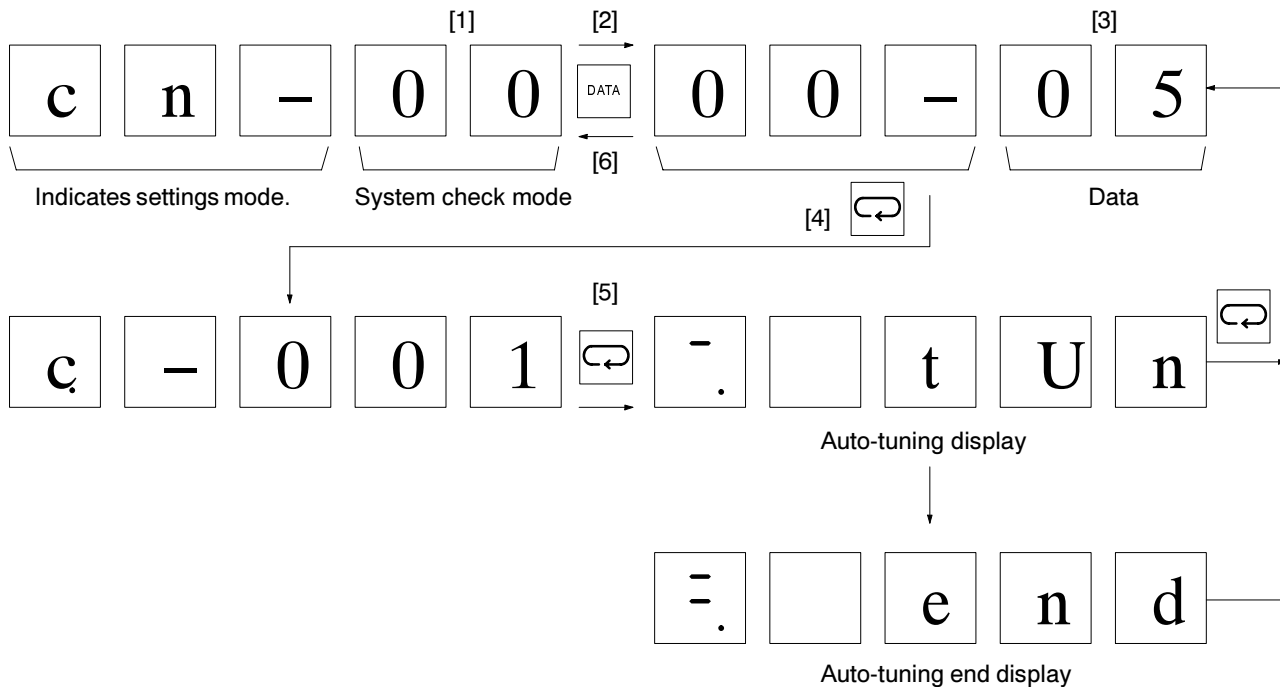 [1] [2] [3]
c n – 0 0 DATA 0 0 – 0 5
[6]
Indicates settings mode. System check mode Data
[4]
[5]
c. – 0 0 1 t U n
Auto-tuning display
e n d
Auto-tuning end display